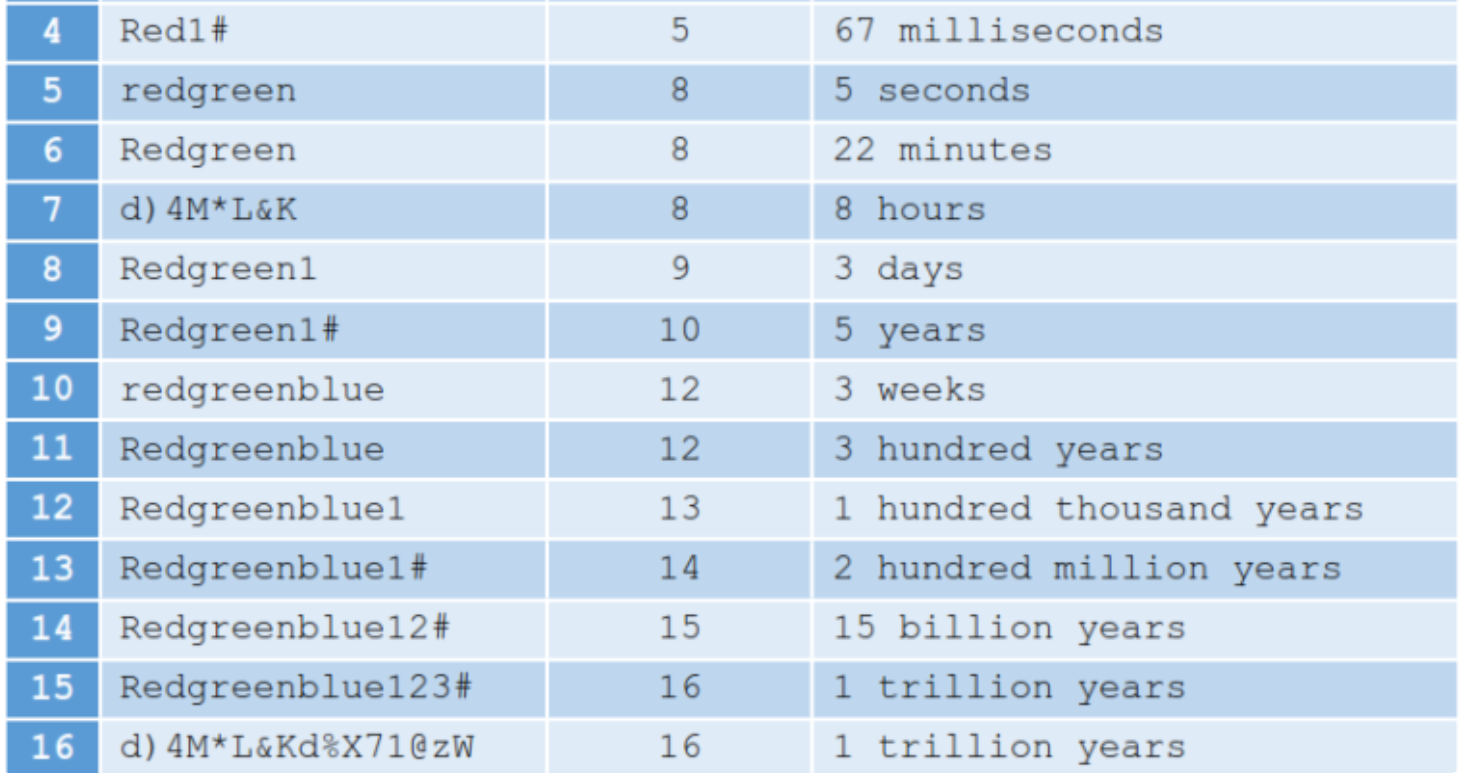 4 Red1# 5 67 milliseconds
5 redgreen 8 5 seconds
6 Redgreen 8 22 minutes
7 d)4M*L&K 8 8 hours
8 Redgreen1 9 3 days
9 Redgreen1# 10 5 years
10 redgreenblue 12 3 weeks
11 Redgreenblue 12 3 hundred years
12 Redgreenblue1 13 1 hundred thousand years
13 Redgreenblue1# 14 2 hundred million years
14 Redgreenblue12# 15 15 billion years
15 Redgreenblue123# 16 1 trillion years
16 d)4M*L&Kd%X71@zW 16 1 trillion years